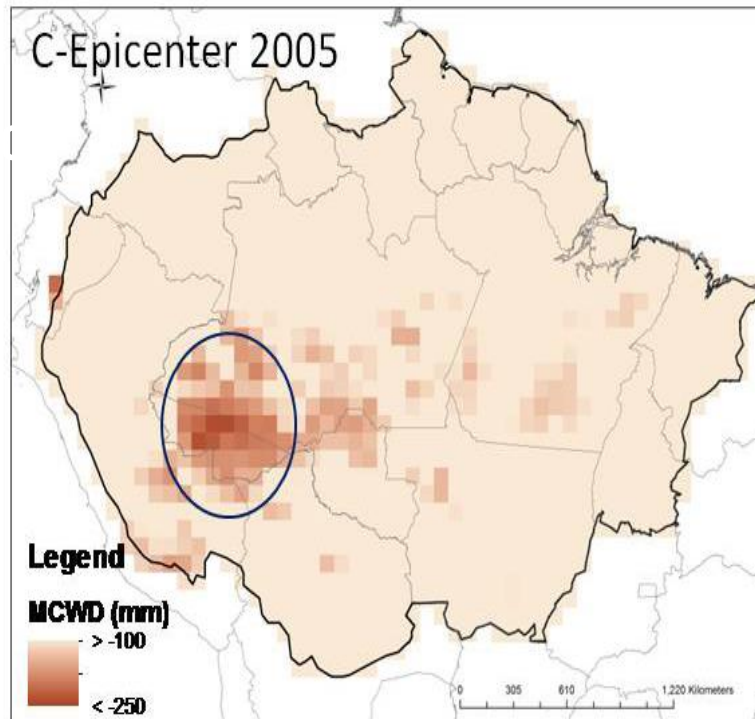 C-Epicenter 2005
Legend
MCWD (mm)
> -100
< -250
0 305 610 1,220 Kilometers